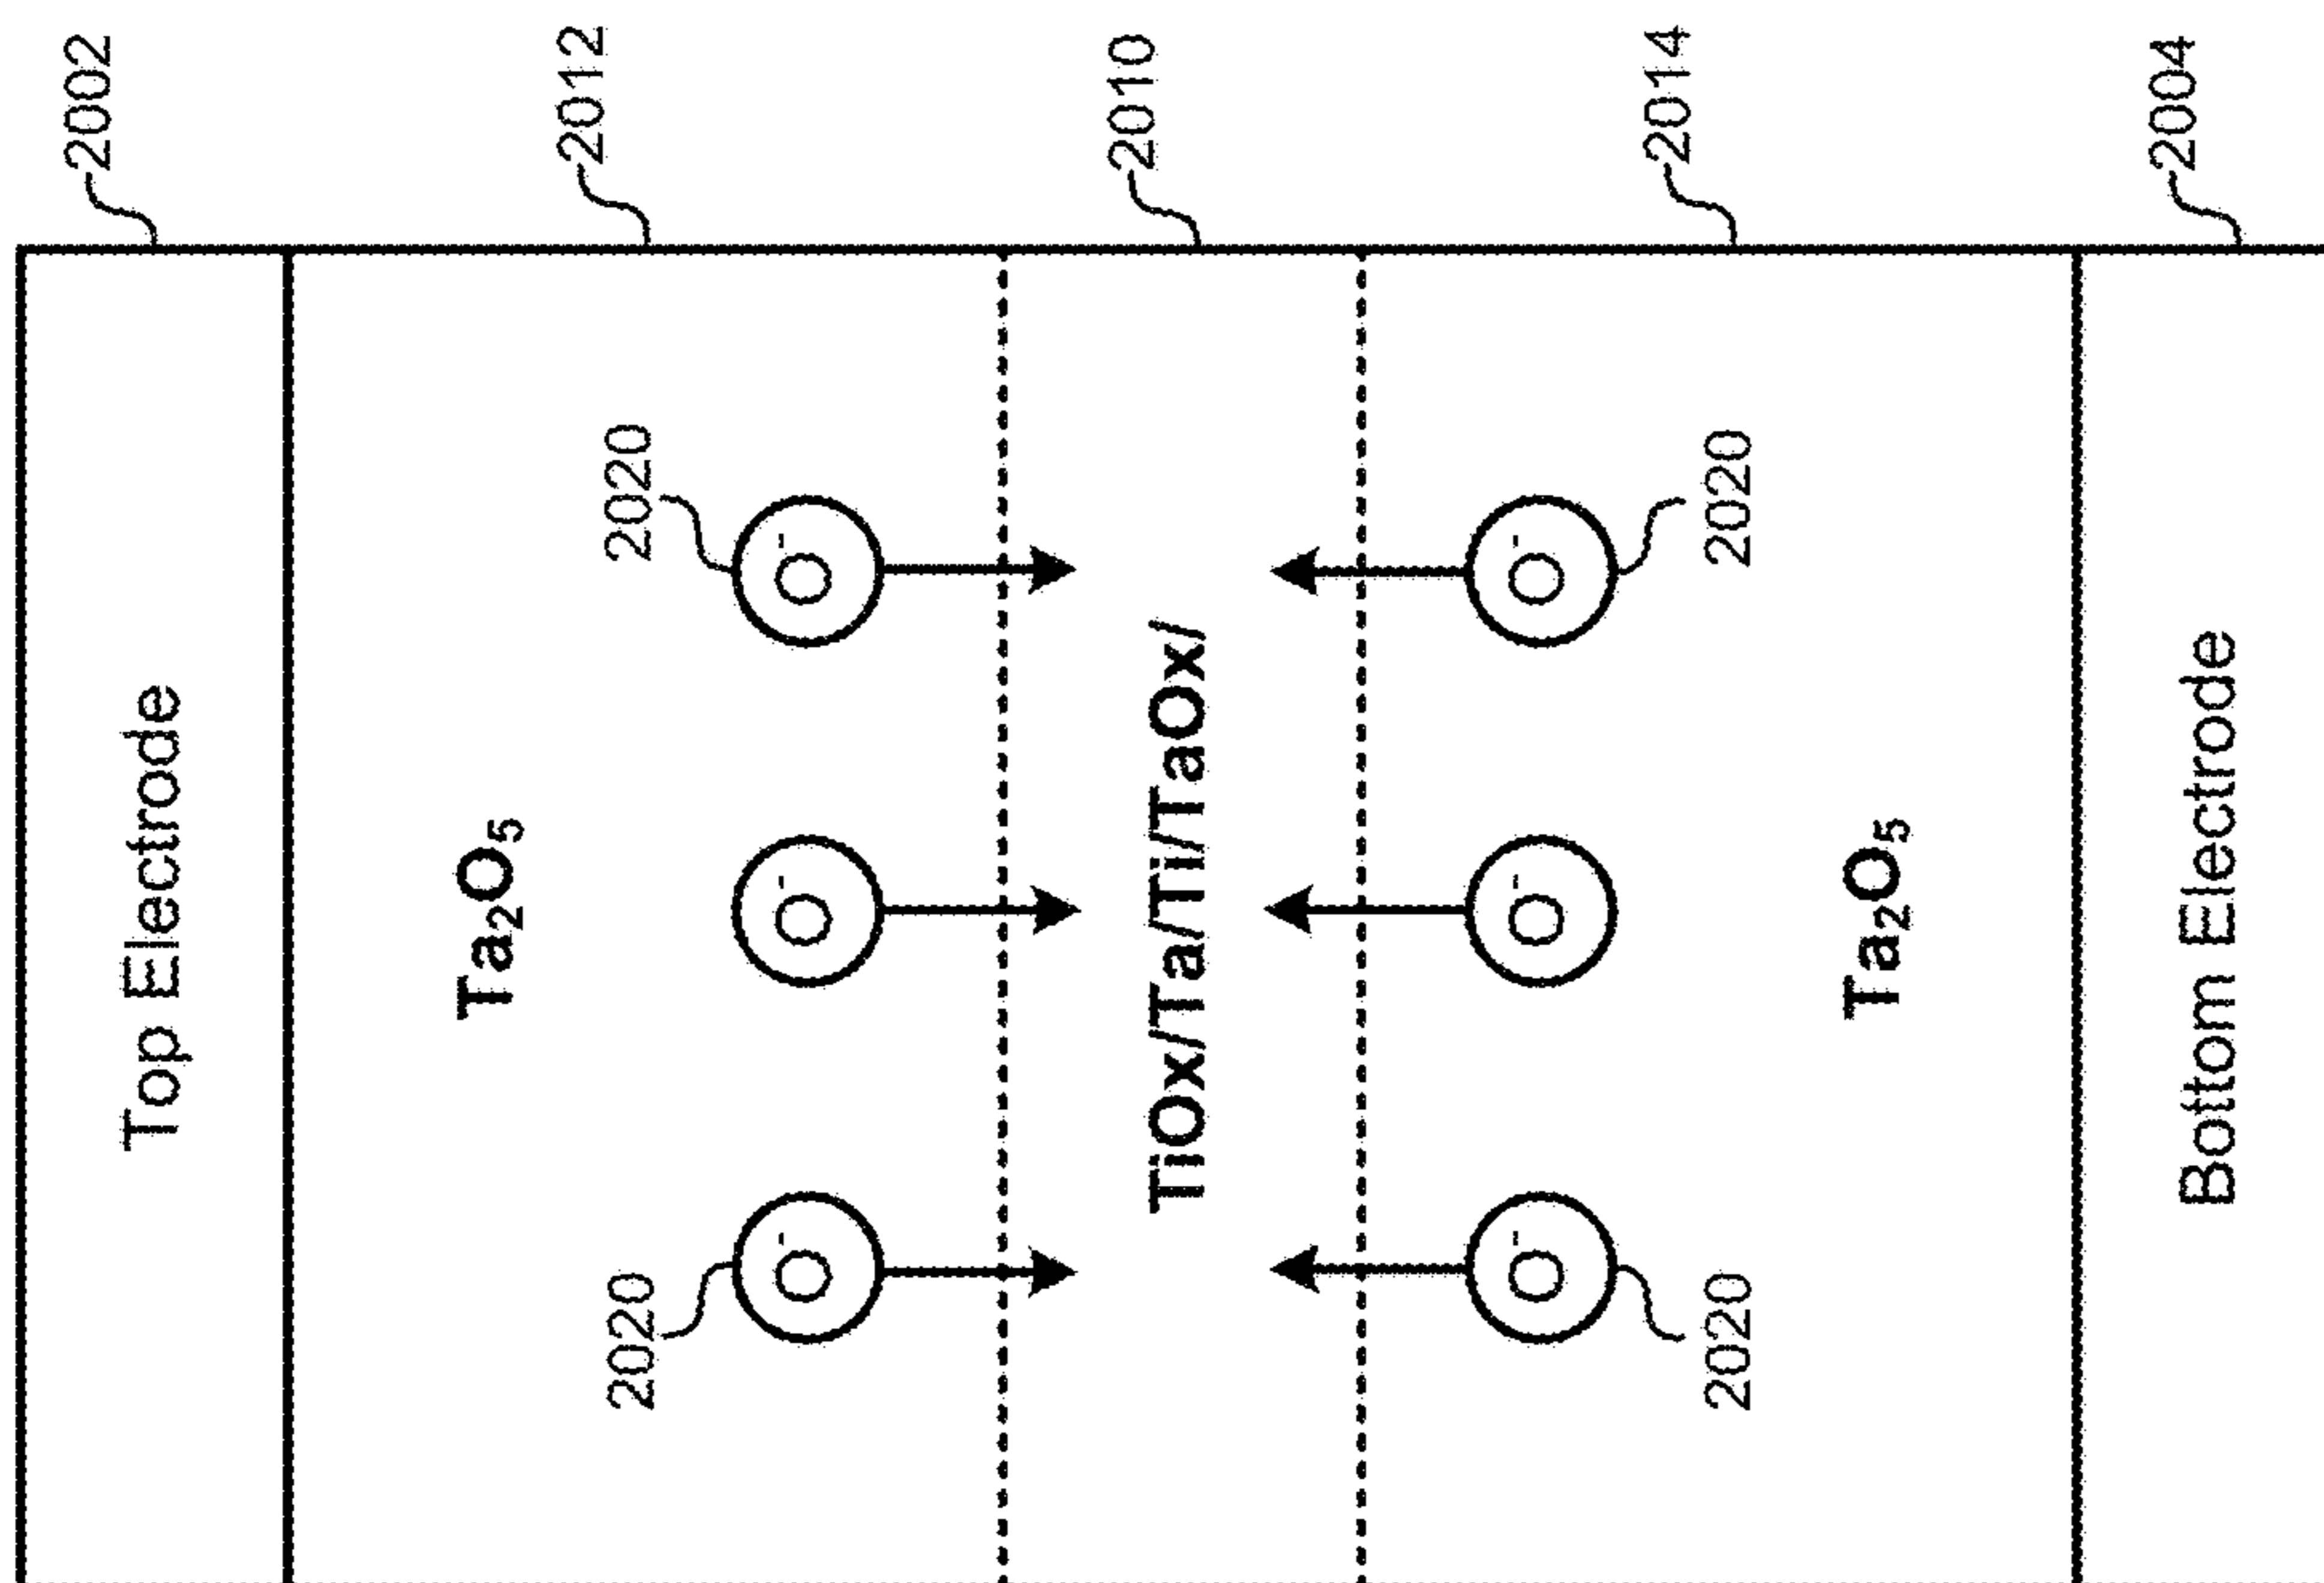 2002
Top Electrode
Ta₂O₅
2012
2020
2020
O⁻
O⁻
O⁻
2010
TiOx/Ta/Ti/TaOx/
O⁻
O⁻
O⁻
2014
2020
2020
Ta₂O₅
2004
Bottom Electrode